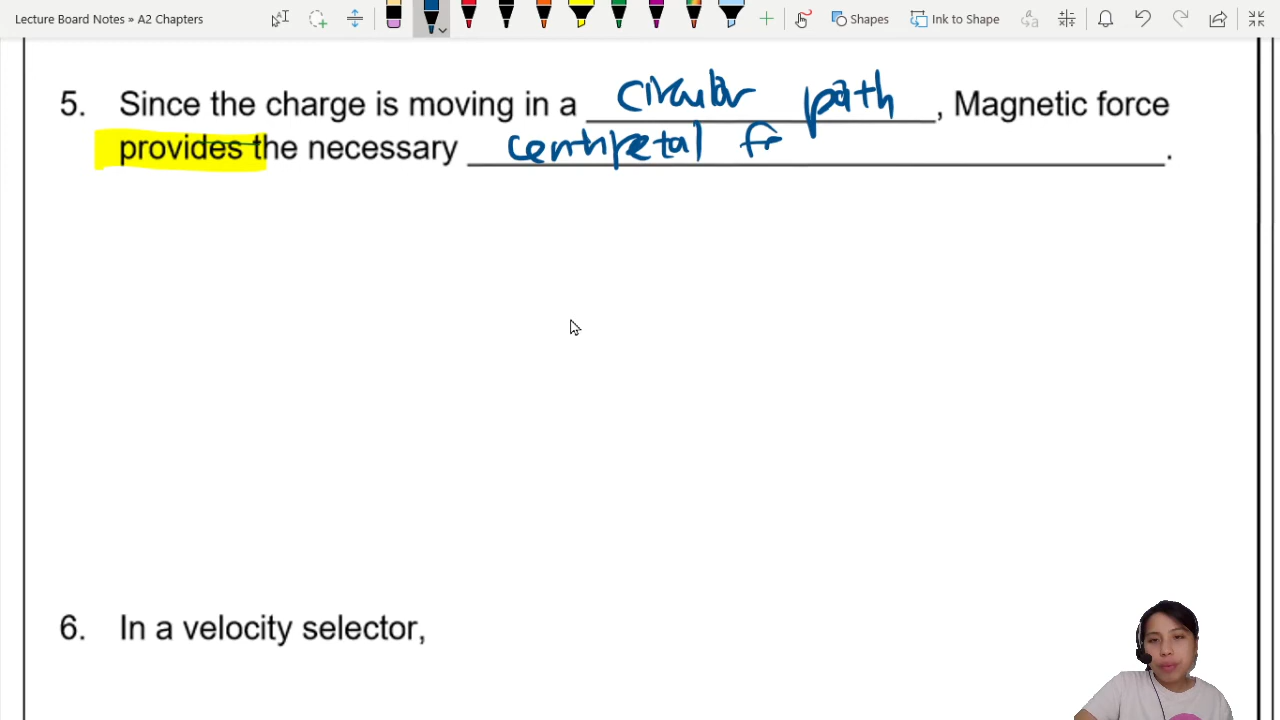 Lecture Board Notes » A2 Chapters
Shapes
Ink to Shape
5. Since the charge is moving in a circular path, Magnetic force
provides the necessary centripetal .
6. In a velocity selector,